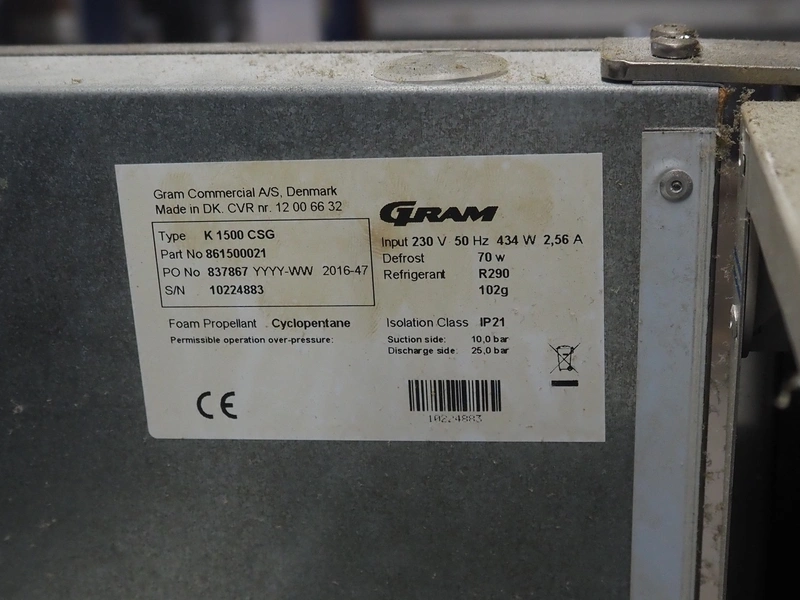 Gram Commercial A/S, Denmark
Made in DK. CVR nr. 12 00 66 32
GRAM
Type K 1500 CSG
Part No 861500021
PO No 837867 YYYY-WW 2016-47
S/N 10224883
Input 230 V 50 Hz 434 W 2,56 A
Defrost 70 w
Refrigerant R290
102g
Foam Propellant Cyclopentane
Isolation Class IP21
Permissible operation over-pressure:
Suction side: 10,0 bar
Discharge side: 25,0 bar
CE
10224883